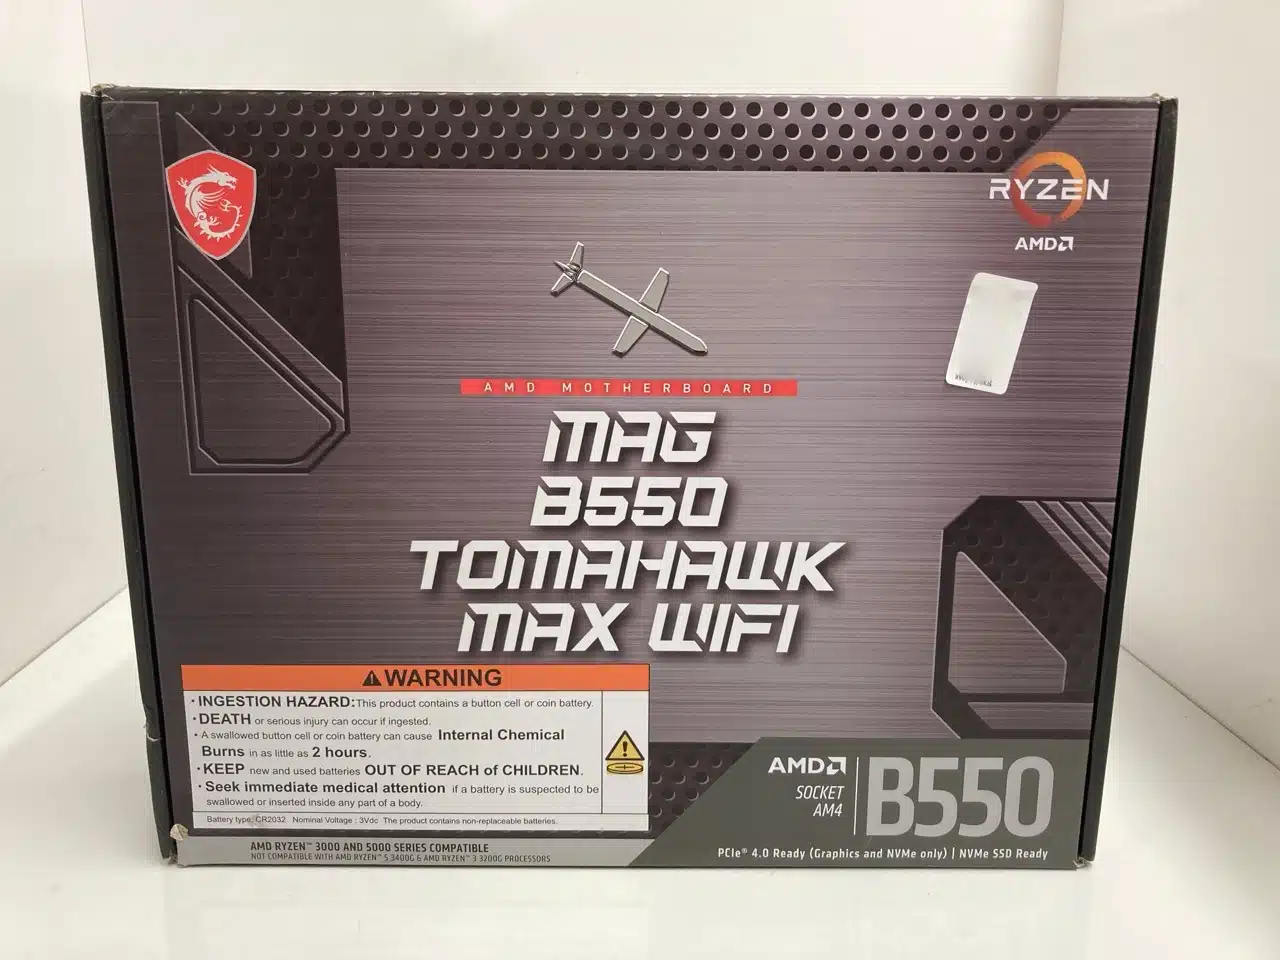 RYZEN
AMD
AMD MOTHERBOARD
MAG
B550
TOMAHAWK
MAX WIFI
WARNING
· INGESTION HAZARD: This product contains a button cell or coin battery.
· DEATH or serious injury can occur if ingested.
· A swallowed button cell or coin battery can cause Internal Chemical
Burns in as little as 2 hours.
· KEEP new and used batteries OUT OF REACH of CHILDREN.
· Seek immediate medical attention if a battery is suspected to be
swallowed or inserted inside any part of a body.
Battery type: CR2032 Nominal Voltage : 3Vdc The product contains non-replaceable batteries.
AMD RYZEN™ 3000 AND 5000 SERIES COMPATIBLE
NOT COMPATIBLE WITH AMD RYZEN™ 5 3400G & AMD RYZEN™ 3 3200G PROCESSORS
AMD
SOCKET
AM4
B550
PCIe® 4.0 Ready (Graphics and NVMe only) | NVMe SSD Ready